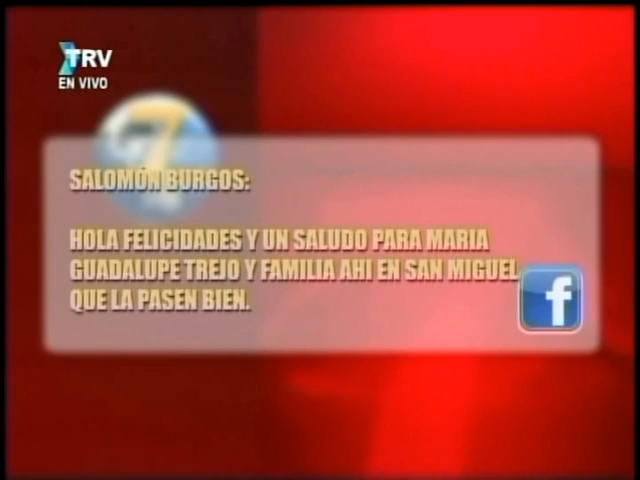 TRV
EN VIVO
7
SALOMÓN BURGOS:
HOLA FELICIDADES Y UN SALUDO PARA MARIA
GUADALUPE TREJO Y FAMILIA AHI EN SAN MIGUEL
QUE LA PASEN BIEN.
f